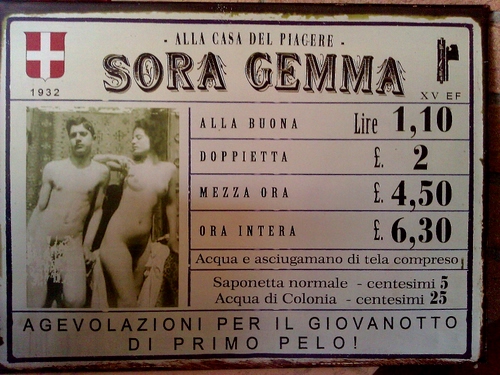 - ALLA CASA DEL PIACERE -
SORA GEMMA
1932
XV EF
ALLA BUONA Lire 1,10
DOPPIETTA £. 2
MEZZA ORA £. 4,50
ORA INTERA £. 6,30
Acqua e asciugamano di tela compreso
Saponetta normale - centesimi 5
Acqua di Colonia - centesimi 25
AGEVOLAZIONI PER IL GIOVANOTTO
DI PRIMO PELO!